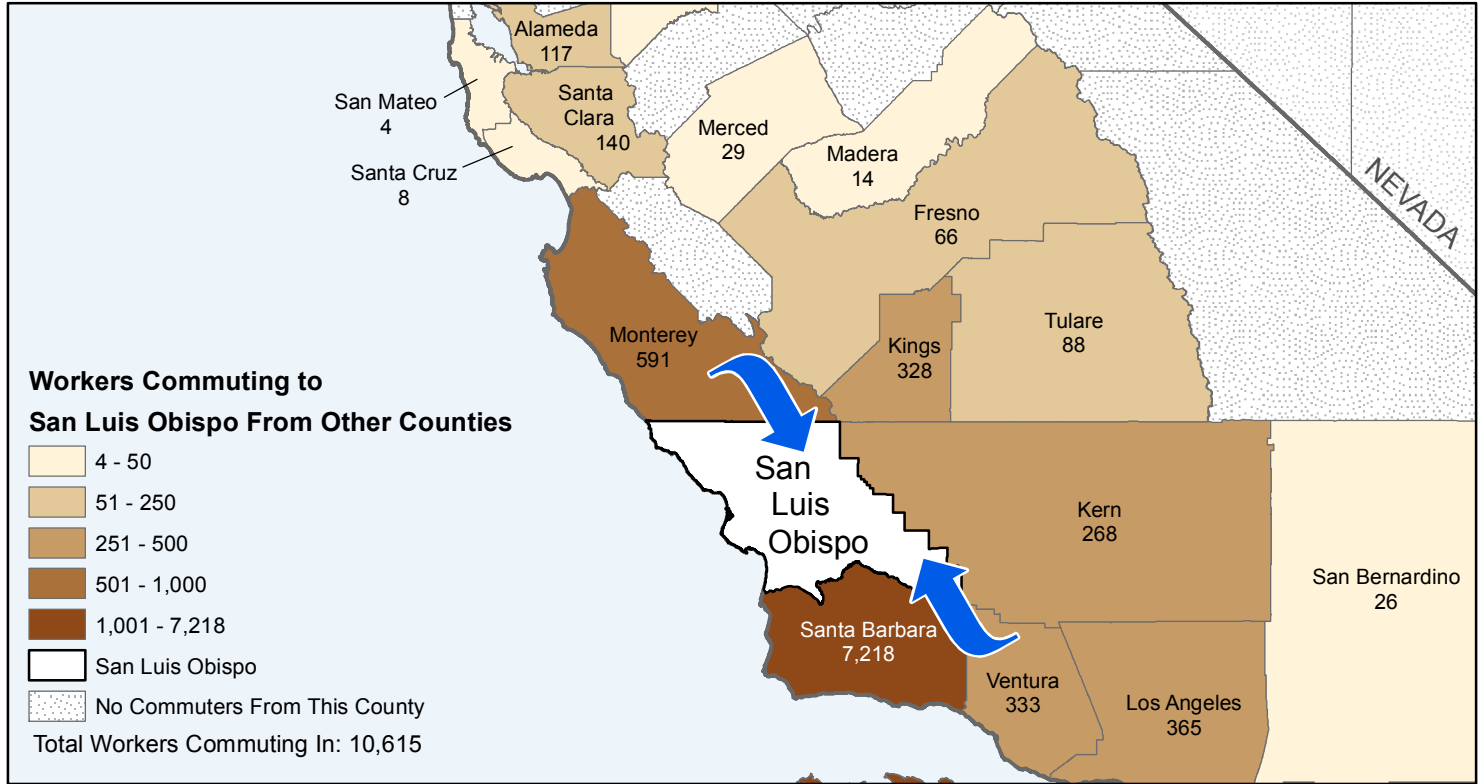 Alameda
117
San Mateo
4
Santa
Clara
140
Santa Cruz
8
Merced
29
Madera
14
Fresno
66
NEVADA
Monterey
591
Kings
328
Tulare
88
Workers Commuting to
San Luis Obispo From Other Counties
4 - 50
51 - 250
251 - 500
501 - 1,000
1,001 - 7,218
San Luis Obispo
No Commuters From This County
Total Workers Commuting In: 10,615
San
Luis
Obispo
Kern
268
San Bernardino
26
Santa Barbara
7,218
Ventura
333
Los Angeles
365